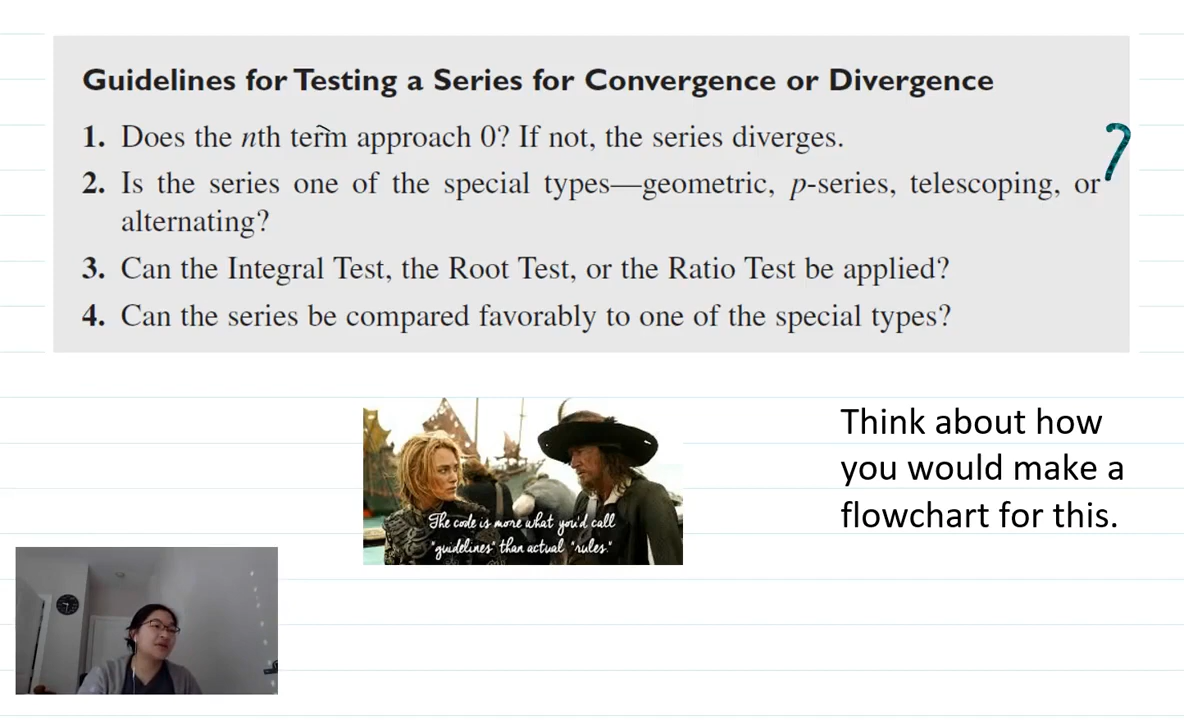 Guidelines for Testing a Series for Convergence or Divergence
1. Does the nth term approach 0? If not, the series diverges.
2. Is the series one of the special types—geometric, p-series, telescoping, or
alternating?
3. Can the Integral Test, the Root Test, or the Ratio Test be applied?
4. Can the series be compared favorably to one of the special types?
The code is more what you'd call
"guidelines" than actual "rules."
Think about how
you would make a
flowchart for this.